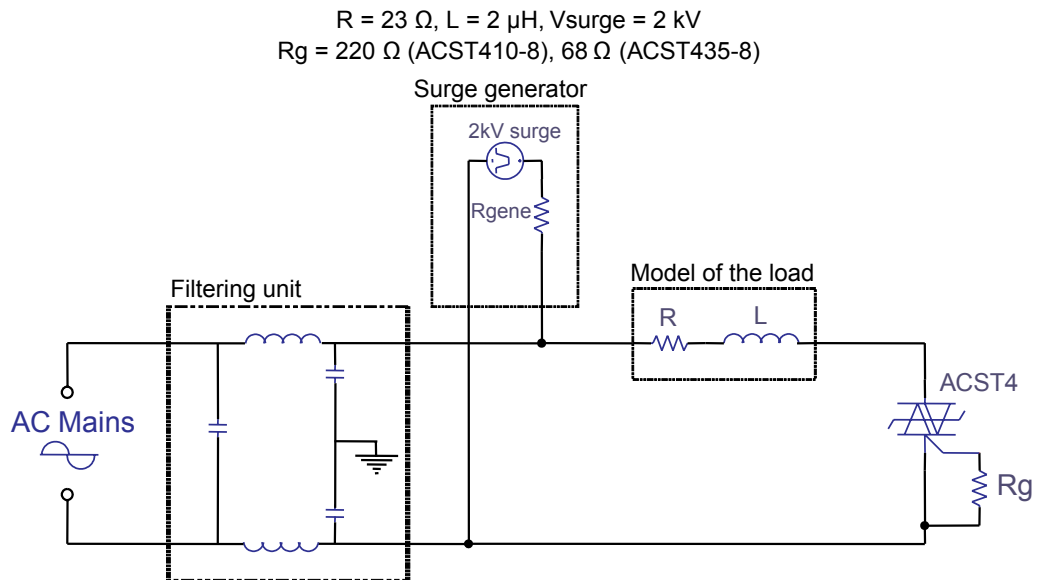 R = 23 Ω, L = 2 µH, Vsurge = 2 kV
Rg = 220 Ω (ACST410-8), 68 Ω (ACST435-8)
Surge generator
2kV surge
Rgene
Model of the load
Filtering unit
R
L
ACST4
AC Mains
Rg